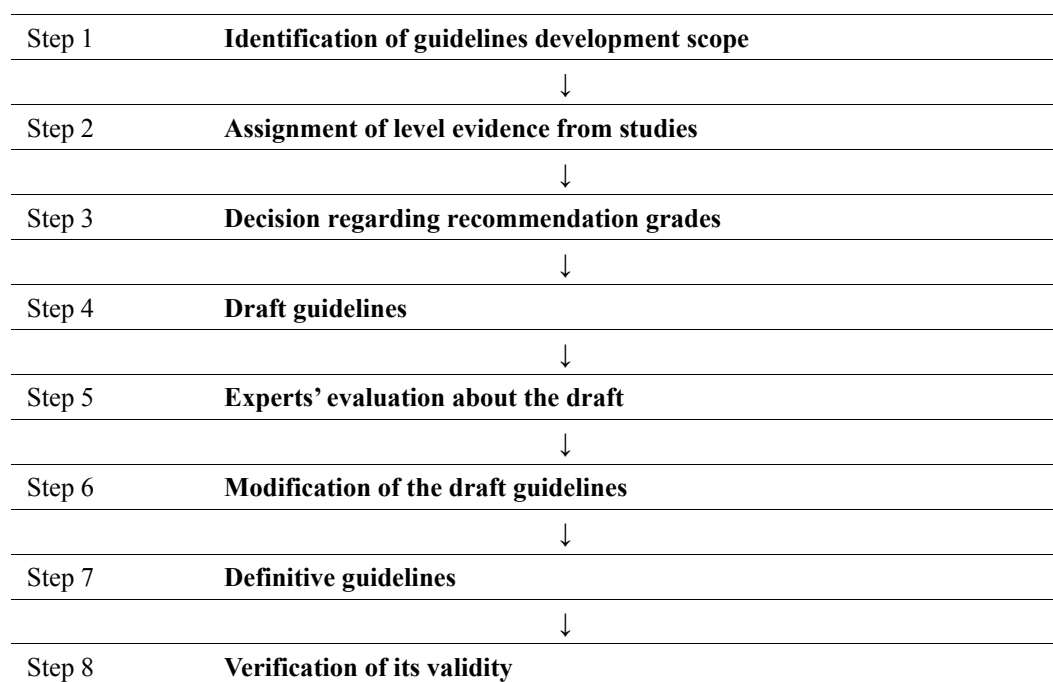 Step 1 Identification of guidelines development scope
↓
Step 2 Assignment of level evidence from studies
↓
Step 3 Decision regarding recommendation grades
↓
Step 4 Draft guidelines
↓
Step 5 Experts’ evaluation about the draft
↓
Step 6 Modification of the draft guidelines
↓
Step 7 Definitive guidelines
↓
Step 8 Verification of its validity